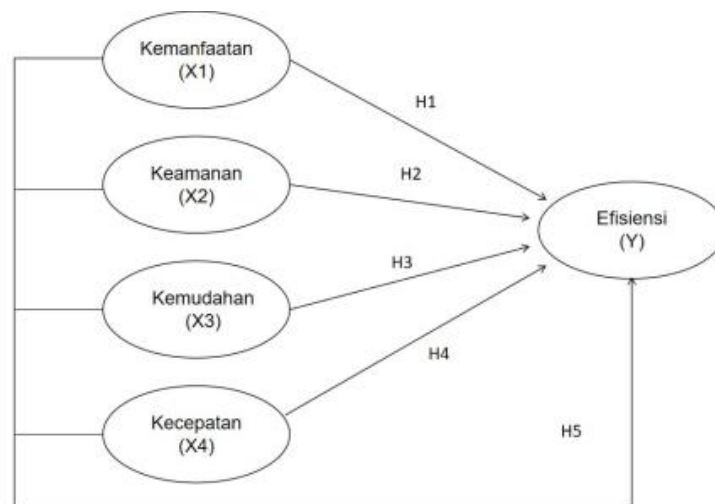 Kemanfaatan
(X1)
H1
Keamanan
(X2)
H2
Efisiensi
(Y)
Kemudahan
(X3)
H3
H4
Kecepatan
(X4)
H5